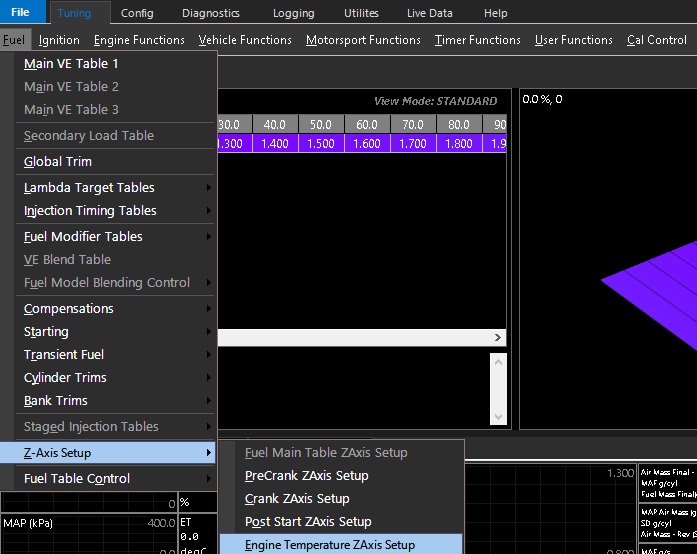 File Tuning Config Diagnostics Logging Utilites Live Data Help
Fuel Ignition Engine Functions Vehicle Functions Motorsport Functions Timer Functions User Functions Cal Control
Main VE Table 1
Main VE Table 2
Main VE Table 3
Secondary Load Table
Global Trim
Lambda Target Tables
Injection Timing Tables
Fuel Modifier Tables
VE Blend Table
Fuel Model Blending Control
Compensations
Starting
Transient Fuel
Cylinder Trims
Bank Trims
Staged Injection Tables
Z-Axis Setup
Fuel Table Control
View Mode: STANDARD
30.0 40.0 50.0 60.0 70.0 80.0 90
.300 1.400 1.500 1.600 1.700 1.800 1.9
0.0 %, 0
Fuel Main Table ZAxis Setup
PreCrank ZAxis Setup
Crank ZAxis Setup
Post Start ZAxis Setup
Engine Temperature ZAxis Setup
0 %
MAP (kPa) 400.0
ET
0.0
degC
1.300
0.800
Air Mass Final -
MAF g/cyl
Fuel Mass Final
MAP Air Mass (g
SD g/cyl
Air Mass - Rev (S
MAF g/s